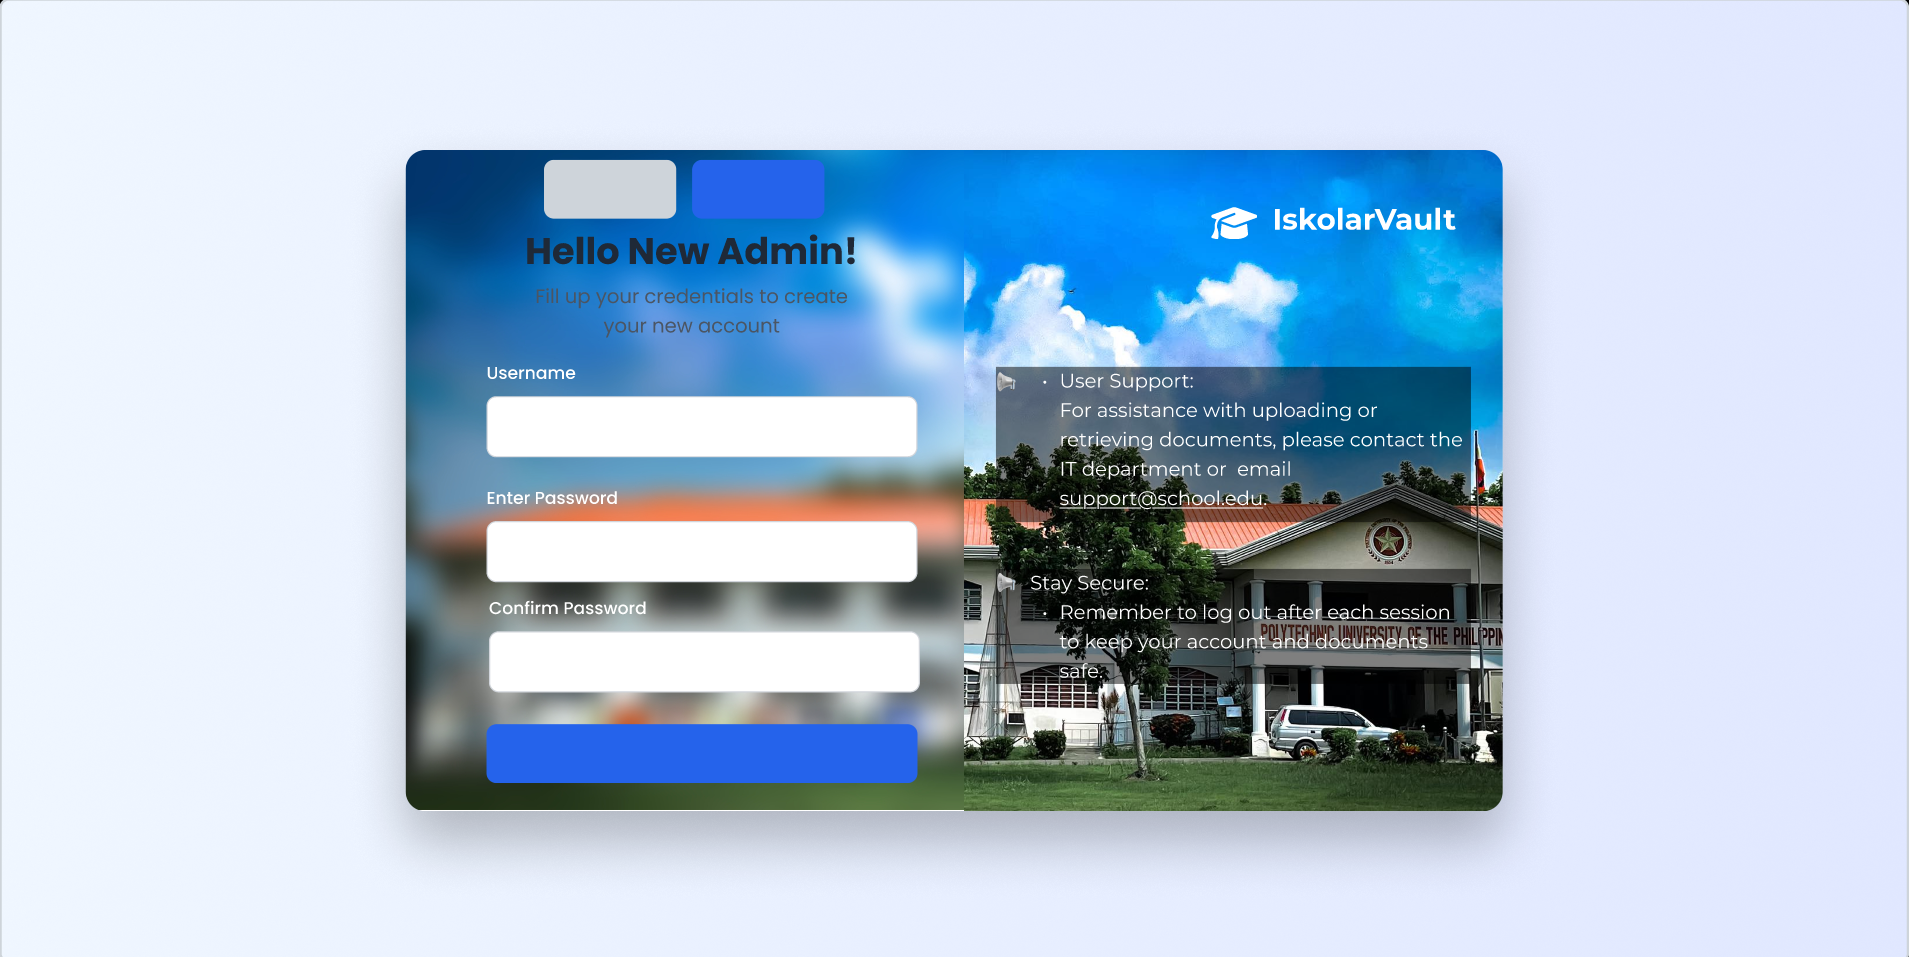 Hello New Admin!
Fill up your credentials to create
your new account
Username
Enter Password
Confirm Password
IskolarVault
• User Support:
For assistance with uploading or
retrieving documents, please contact the
IT department or email
support@school.edu.
Stay Secure:
• Remember to log out after each session
to keep your account and documents
safe.
POLYTECHNIC UNIVERSITY OF THE PHILIPPIN